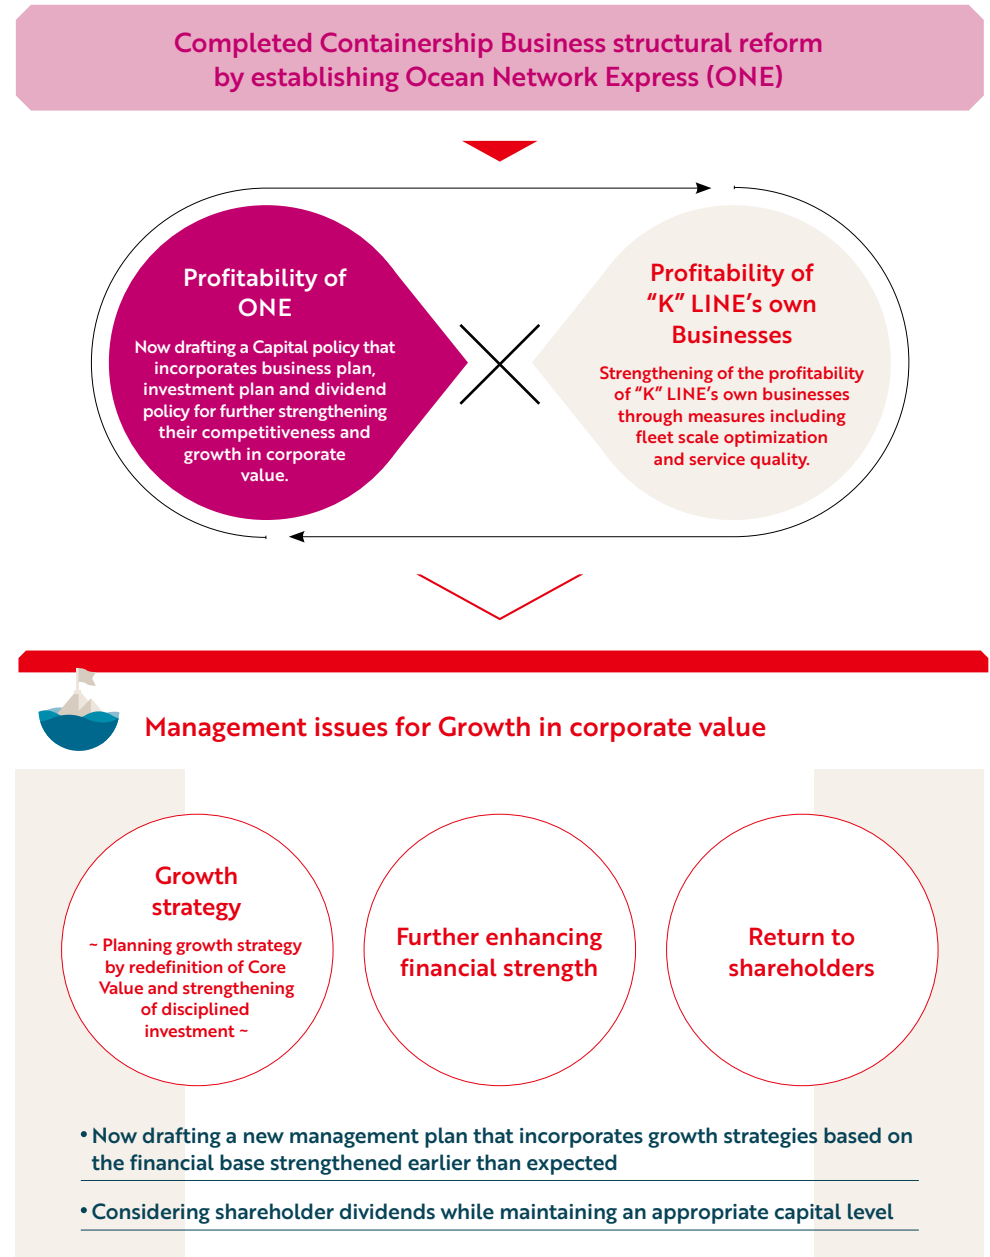 Completed Containership Business structural reform
by establishing Ocean Network Express (ONE)
Profitability of
ONE
Now drafting a Capital policy that
incorporates business plan,
investment plan and dividend
policy for further strengthening
their competitiveness and
growth in corporate
value.
Profitability of
“K” LINE’s own
Businesses
Strengthening of the profitability
of “K” LINE’s own businesses
through measures including
fleet scale optimization
and service quality.
Management issues for Growth in corporate value
Growth
strategy
~ Planning growth strategy
by redefinition of Core
Value and strengthening
of disciplined
investment ~
Further enhancing
financial strength
Return to
shareholders
• Now drafting a new management plan that incorporates growth strategies based on
the financial base strengthened earlier than expected
• Considering shareholder dividends while maintaining an appropriate capital level